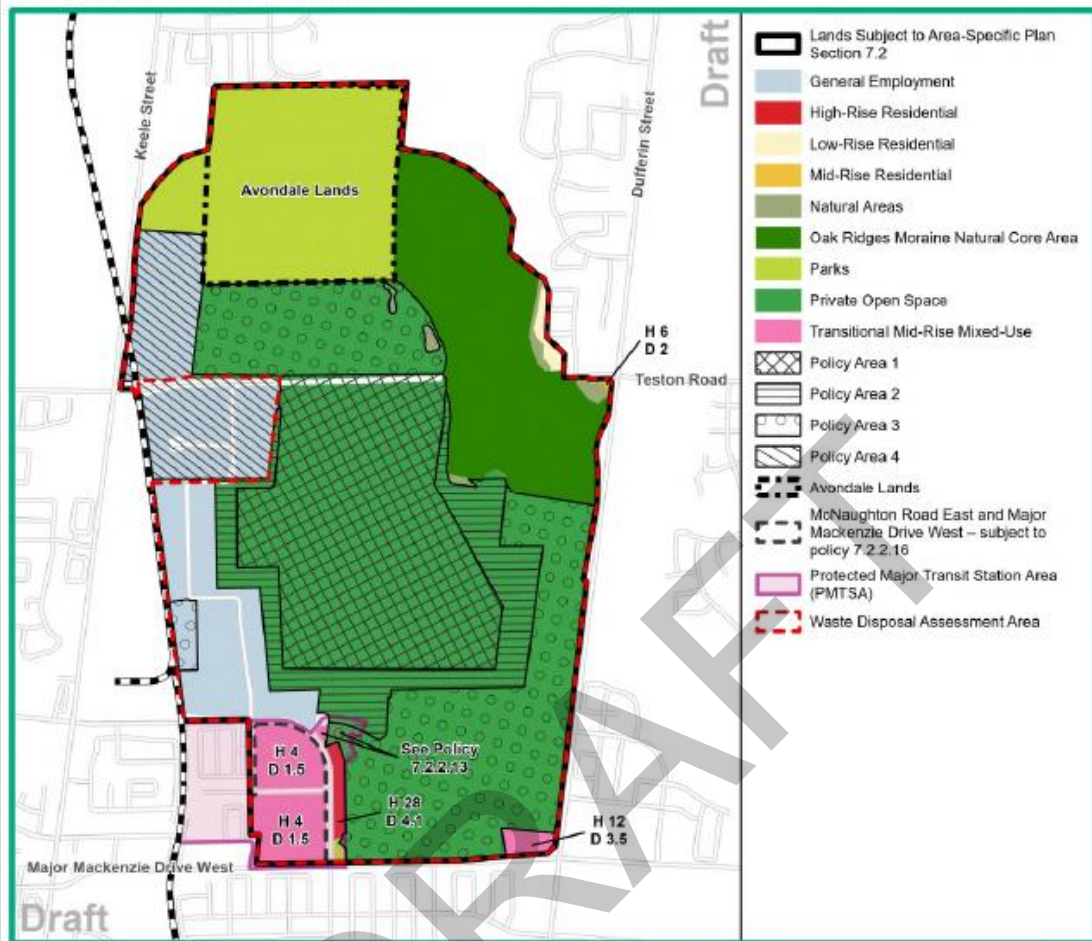 Draft
Keele Street
Dufferin Street
Avondale Lands
H 6
D 2
Teston Road
See Policy
7.2.2.13
H 4
D 1.5
H 28
D 4.1
H 4
D 1.5
H 12
D 3.5
Major Mackenzie Drive West
Draft
DRAFT
Lands Subject to Area-Specific Plan
Section 7.2
General Employment
High-Rise Residential
Low-Rise Residential
Mid-Rise Residential
Natural Areas
Oak Ridges Moraine Natural Core Area
Parks
Private Open Space
Transitional Mid-Rise Mixed-Use
Policy Area 1
Policy Area 2
Policy Area 3
Policy Area 4
Avondale Lands
McNaughton Road East and Major
Mackenzie Drive West – subject to
policy 7.2.2.16
Protected Major Transit Station Area
(PMTSA)
Waste Disposal Assessment Area